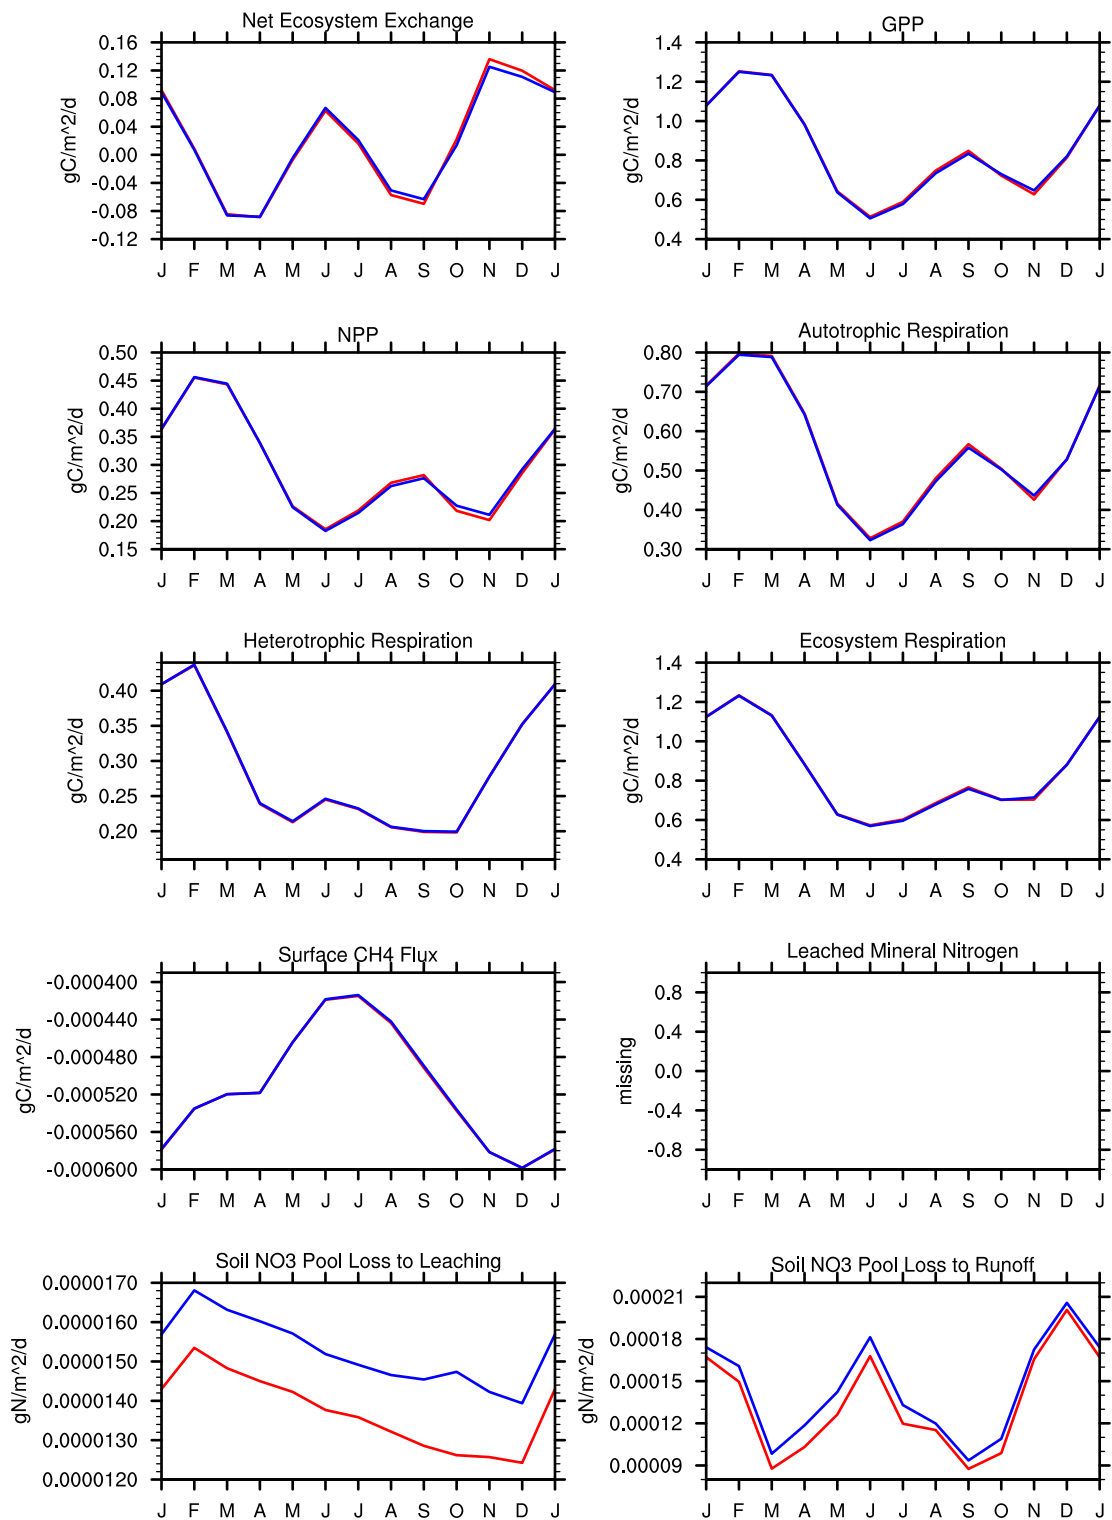 Net Ecosystem Exchange
gC/m^2/d
0.16
0.12
0.08
0.04
0.00
-0.04
-0.08
-0.12
J F M A M J J A S O N D J
GPP
gC/m^2/d
1.4
1.2
1.0
0.8
0.6
0.4
J F M A M J J A S O N D J
NPP
gC/m^2/d
0.50
0.45
0.40
0.35
0.30
0.25
0.20
0.15
J F M A M J J A S O N D J
Autotrophic Respiration
gC/m^2/d
0.80
0.70
0.60
0.50
0.40
0.30
J F M A M J J A S O N D J
Heterotrophic Respiration
gC/m^2/d
0.40
0.35
0.30
0.25
0.20
J F M A M J J A S O N D J
Ecosystem Respiration
gC/m^2/d
1.4
1.2
1.0
0.8
0.6
0.4
J F M A M J J A S O N D J
Surface CH4 Flux
gC/m^2/d
-0.000400
-0.000440
-0.000480
-0.000520
-0.000560
-0.000600
J F M A M J J A S O N D J
Leached Mineral Nitrogen
missing
0.8
0.4
0.0
-0.4
-0.8
J F M A M J J A S O N D J
Soil NO3 Pool Loss to Leaching
gN/m^2/d
0.0000170
0.0000160
0.0000150
0.0000140
0.0000130
0.0000120
J F M A M J J A S O N D J
Soil NO3 Pool Loss to Runoff
gN/m^2/d
0.00021
0.00018
0.00015
0.00012
0.00009
J F M A M J J A S O N D J